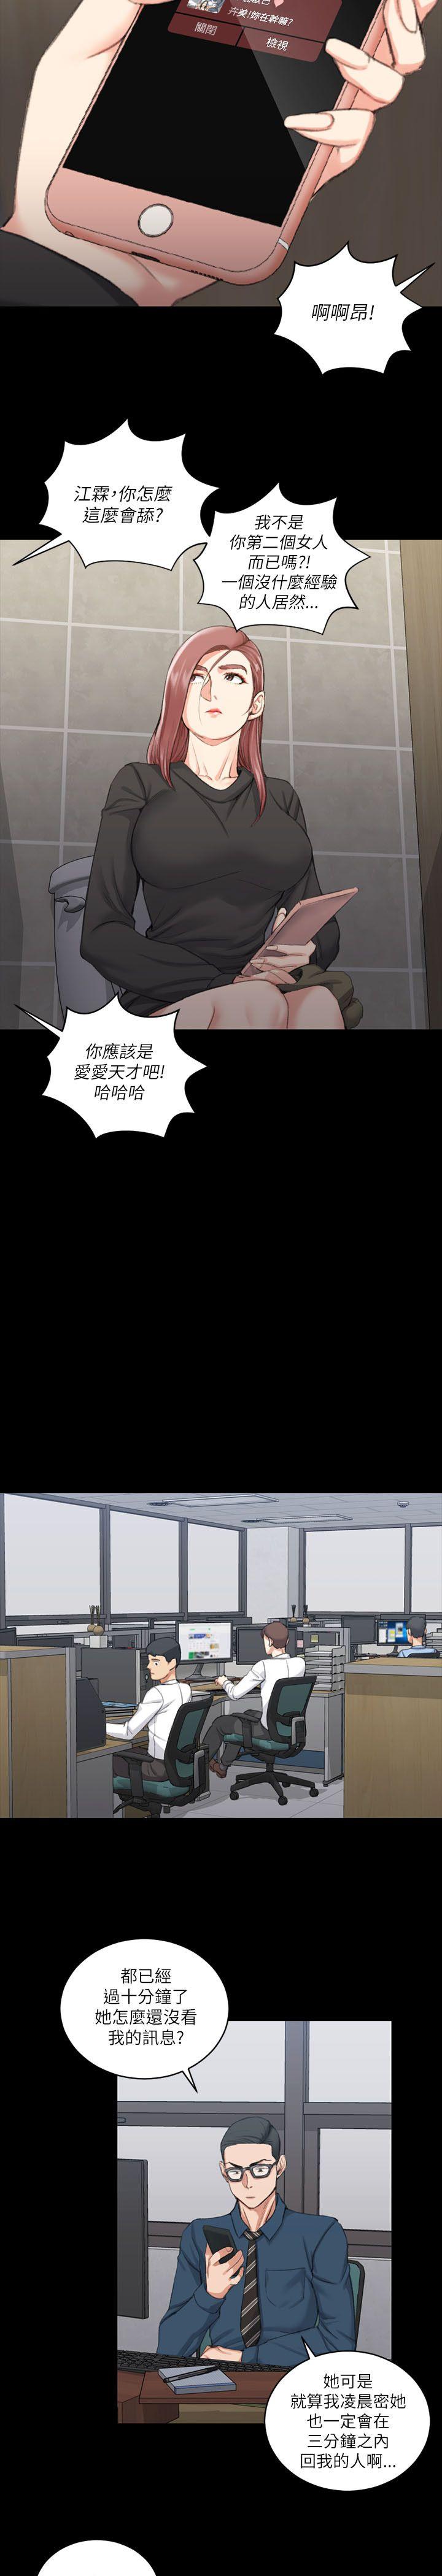 卉美!妳在幹嘛?
關閉
檢視
啊啊昂!
江霖,你怎麼
這麼會舔?
我不是
你第二個女人
而已嗎?!
一個沒什麼經驗
的人居然…
你應該是
愛愛天才吧!
哈哈哈
都已經
過十分鐘了
她怎麼還沒看
我的訊息?
她可是
就算我凌晨密她
也一定會在
三分鐘之內
回我的人啊…